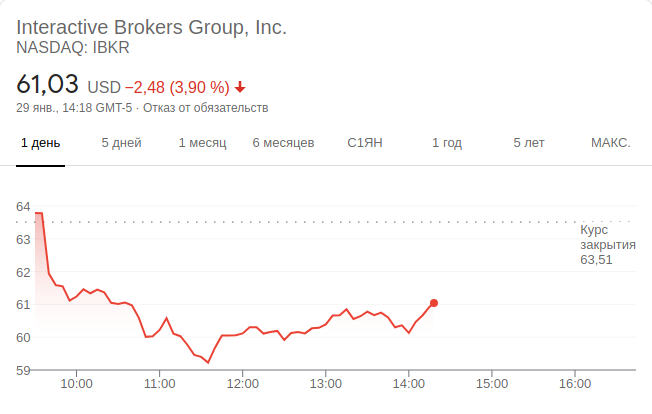 Interactive Brokers Group, Inc.
NASDAQ: IBKR
61,03 USD −2,48 (3,90 %)
29 янв., 14:18 GMT-5 · Отказ от обязательств
1 день 5 дней 1 месяц 6 месяцев С1ЯН 1 год 5 лет МАКС.
64
63
62
61
60
59
Курс
закрытия
63,51
10:00 11:00 12:00 13:00 14:00 15:00 16:00